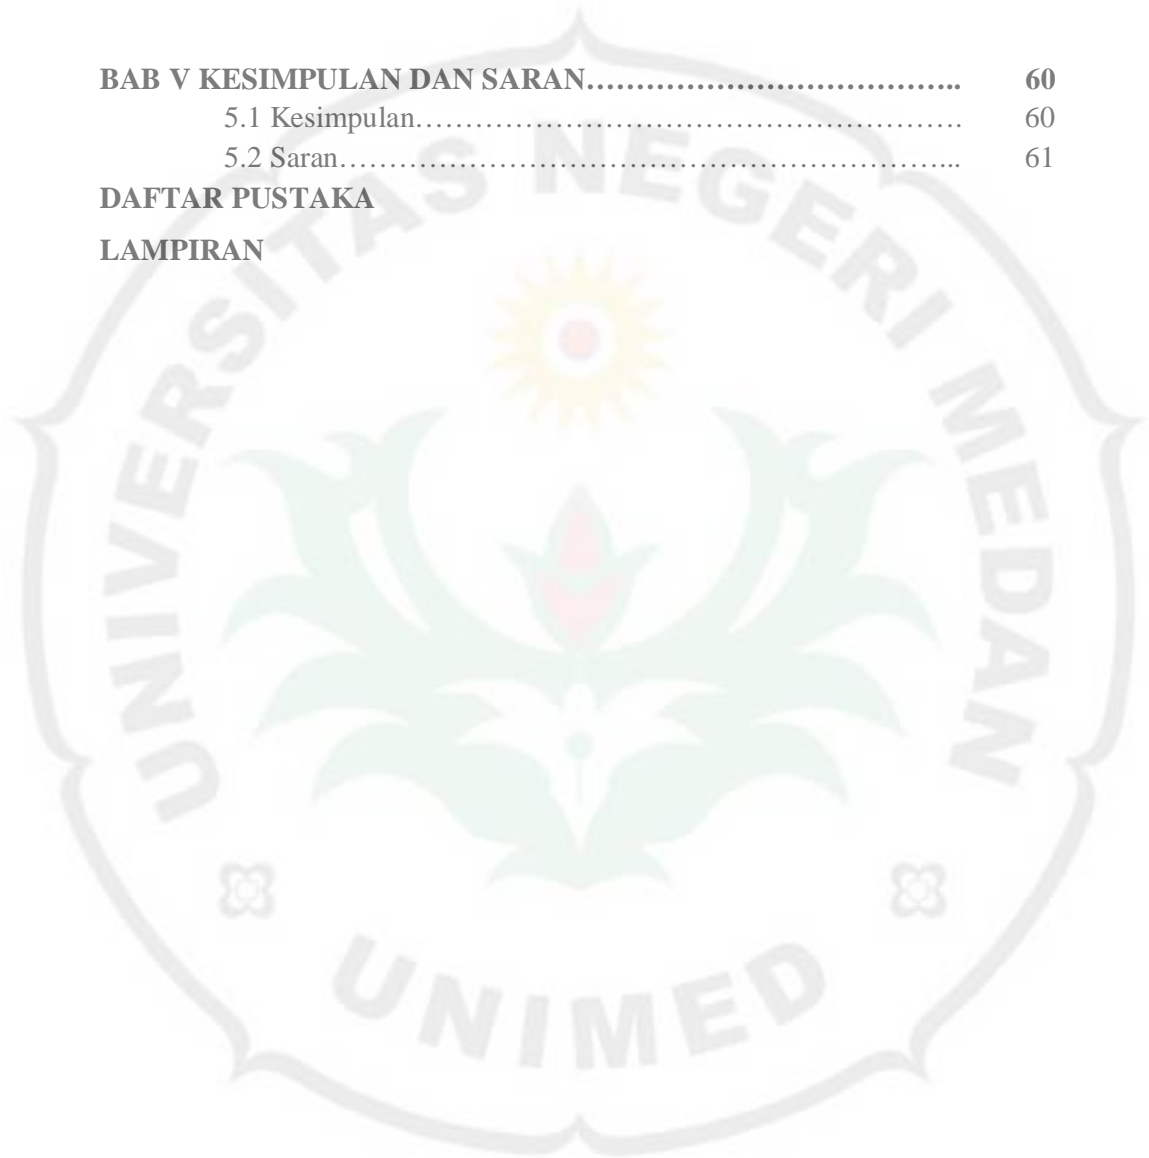 BAB V KESIMPULAN DAN SARAN……………………………….. 60
5.1 Kesimpulan………………………………………………. 60
5.2 Saran……………………………………………………... 61
DAFTAR PUSTAKA
LAMPIRAN
UNIVERSITAS NEGERI MEDAN
UNIMED